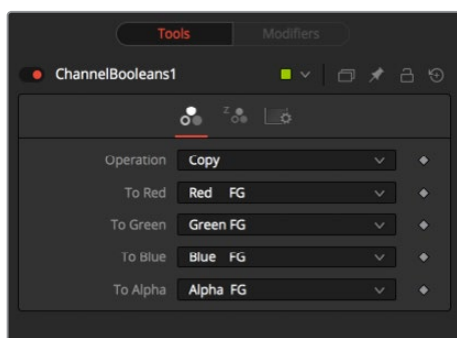 Tools Modifiers
ChannelBooleans1
Z
Operation Copy
To Red Red FG
To Green Green FG
To Blue Blue FG
To Alpha Alpha FG